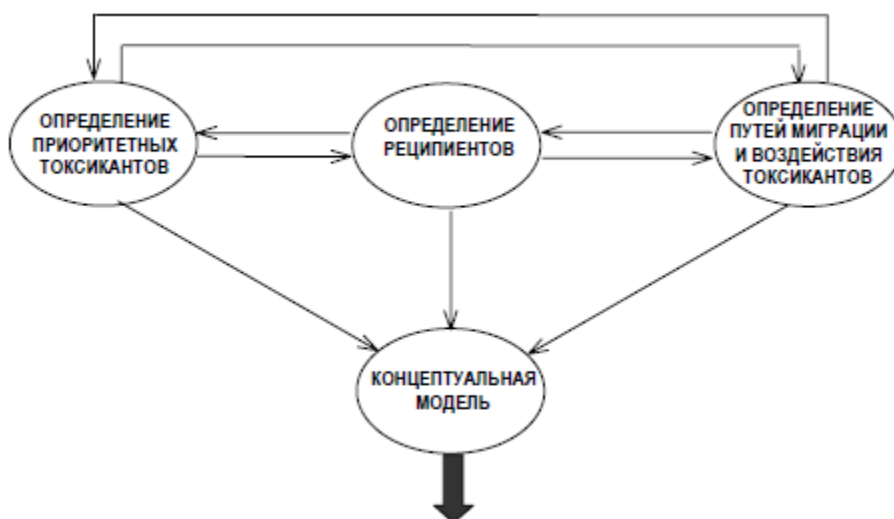 ОПРЕДЕЛЕНИЕ
ПРИОРИТЕТНЫХ
ТОКСИКАНТОВ
ОПРЕДЕЛЕНИЕ
РЕЦИПИЕНТОВ
ОПРЕДЕЛЕНИЕ
ПУТЕЙ МИГРАЦИИ
И ВОЗДЕЙСТВИЯ
ТОКСИКАНТОВ
КОНЦЕПТУАЛЬНАЯ
МОДЕЛЬ